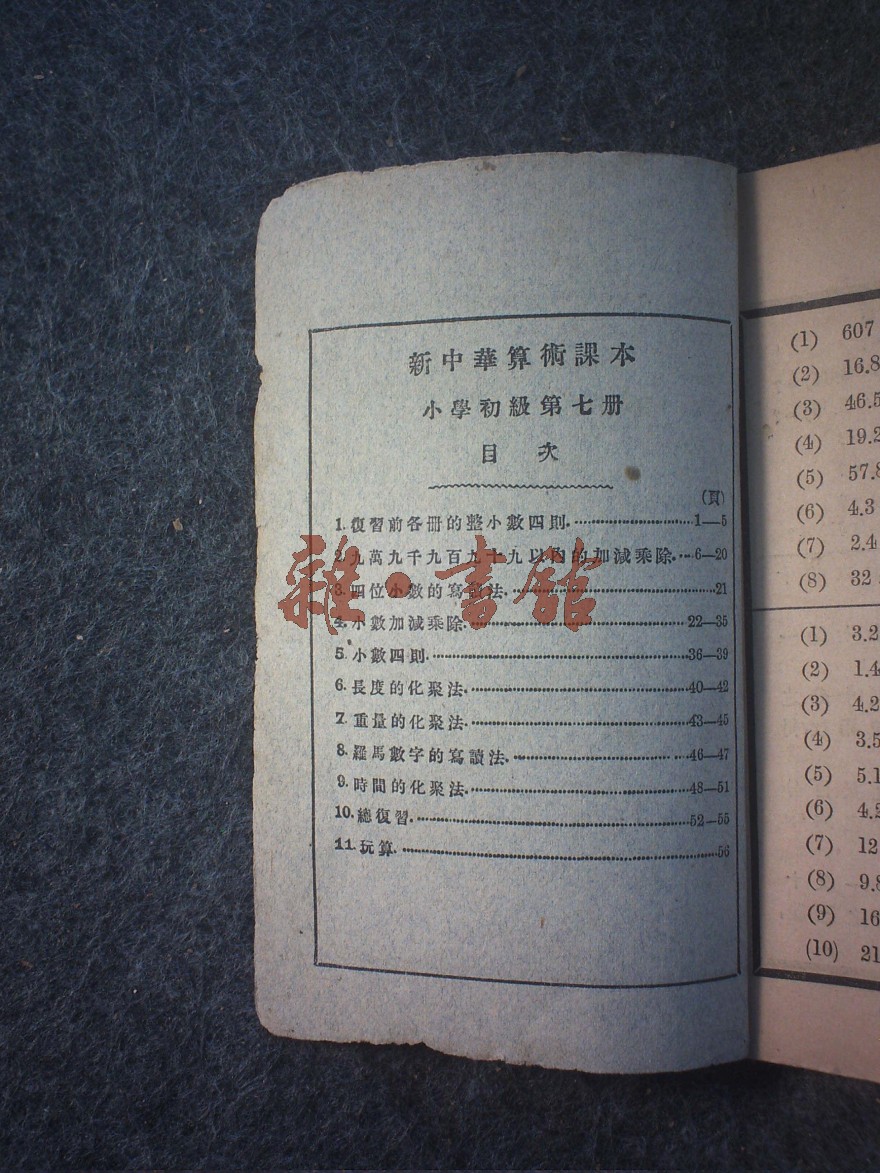 新中華算術課本
小學初級第七册
目次
(頁)
1. 復習前各册的整小數四則 1—5
2. 九萬九千九百九十九以內的加減乘除 6—20
3. 四位小數的寫讀法 21
4. 小數加減乘除 22—35
5. 小數四則 36—39
6. 長度的化聚法 40—42
7. 重量的化聚法 43—45
8. 羅馬數字的寫讀法 46—47
9. 時間的化聚法 48—51
10. 總復習 52—55
11. 玩算 56
雜·書館
(1) 607
(2) 16.8
(3) 46.5
(4) 19.2
(5) 57.8
(6) 4.3
(7) 2.4
(8) 32
(1) 3.2
(2) 1.4
(3) 4.2
(4) 3.5
(5) 5.1
(6) 4.2
(7) 12
(8) 9.8
(9) 16
(10) 21